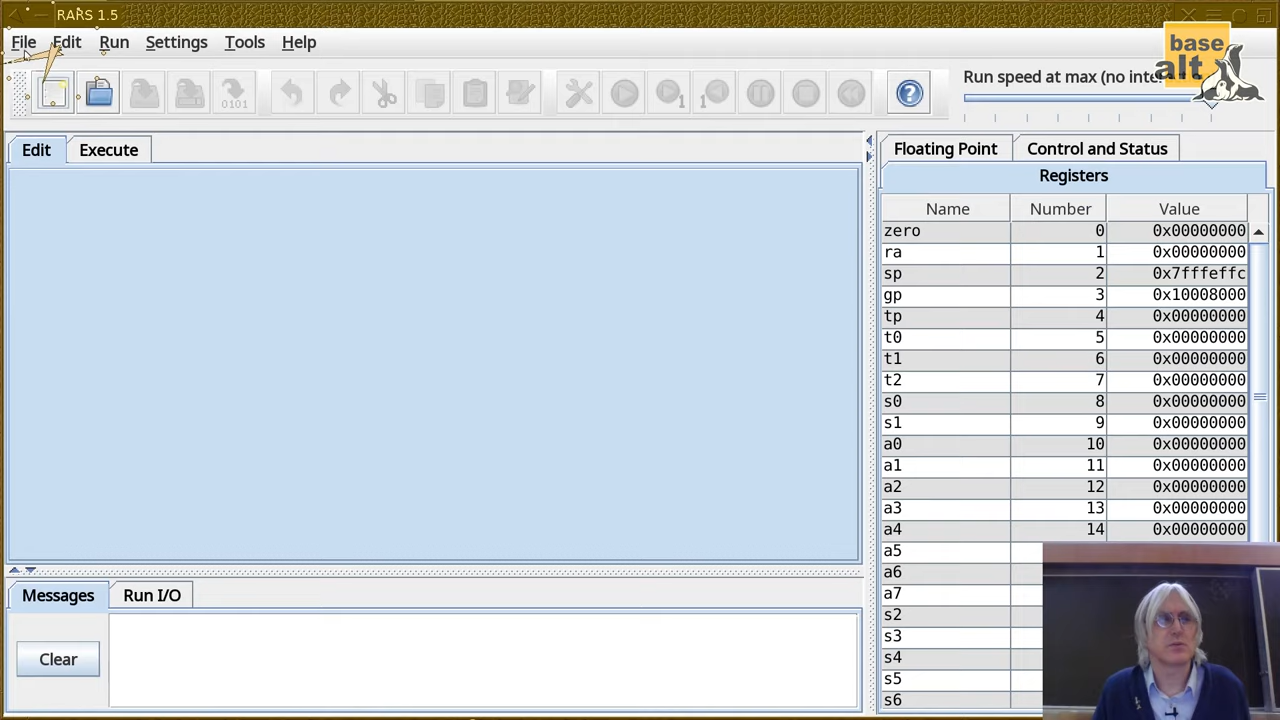 RARS 1.5
File Edit Run Settings Tools Help
base
alt
0101
1
1
?
Run speed at max (no inte
Edit Execute
Floating Point Control and Status
Registers
Name Number Value
zero 0 0x00000000
ra 1 0x00000000
sp 2 0x7fffeffc
gp 3 0x10008000
tp 4 0x00000000
t0 5 0x00000000
t1 6 0x00000000
t2 7 0x00000000
s0 8 0x00000000
s1 9 0x00000000
a0 10 0x00000000
a1 11 0x00000000
a2 12 0x00000000
a3 13 0x00000000
a4 14 0x00000000
a5
a6
a7
s2
s3
s4
s5
s6
Messages Run I/O
Clear